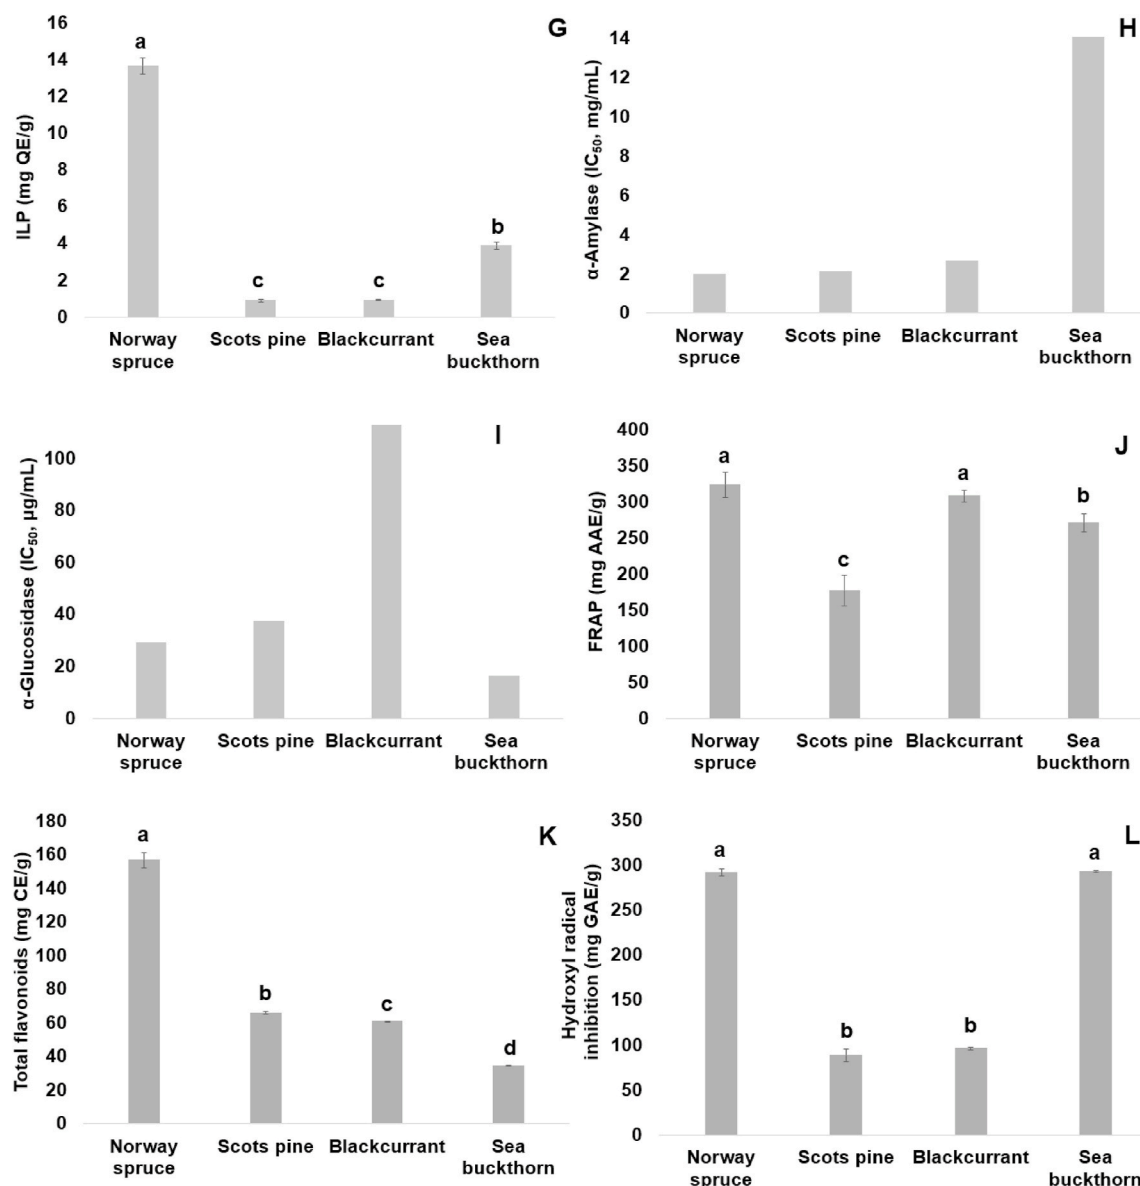 G
ILP (mg QE/g)
16
14
12
10
8
6
4
2
0
a
c
c
b
Norway spruce
Scots pine
Blackcurrant
Sea buckthorn
H
α-Amylase (IC₅₀, mg/mL)
14
12
10
8
6
4
2
0
Norway spruce
Scots pine
Blackcurrant
Sea buckthorn
I
α-Glucosidase (IC₅₀, µg/mL)
100
80
60
40
20
0
Norway spruce
Scots pine
Blackcurrant
Sea buckthorn
J
FRAP (mg AAE/g)
400
350
300
250
200
150
100
50
0
a
c
a
b
Norway spruce
Scots pine
Blackcurrant
Sea buckthorn
K
Total flavonoids (mg CE/g)
180
160
140
120
100
80
60
40
20
0
a
b
c
d
Norway spruce
Scots pine
Blackcurrant
Sea buckthorn
L
Hydroxyl radical
inhibition (mg GAE/g)
350
300
250
200
150
100
50
0
a
b
b
a
Norway spruce
Scots pine
Blackcurrant
Sea buckthorn